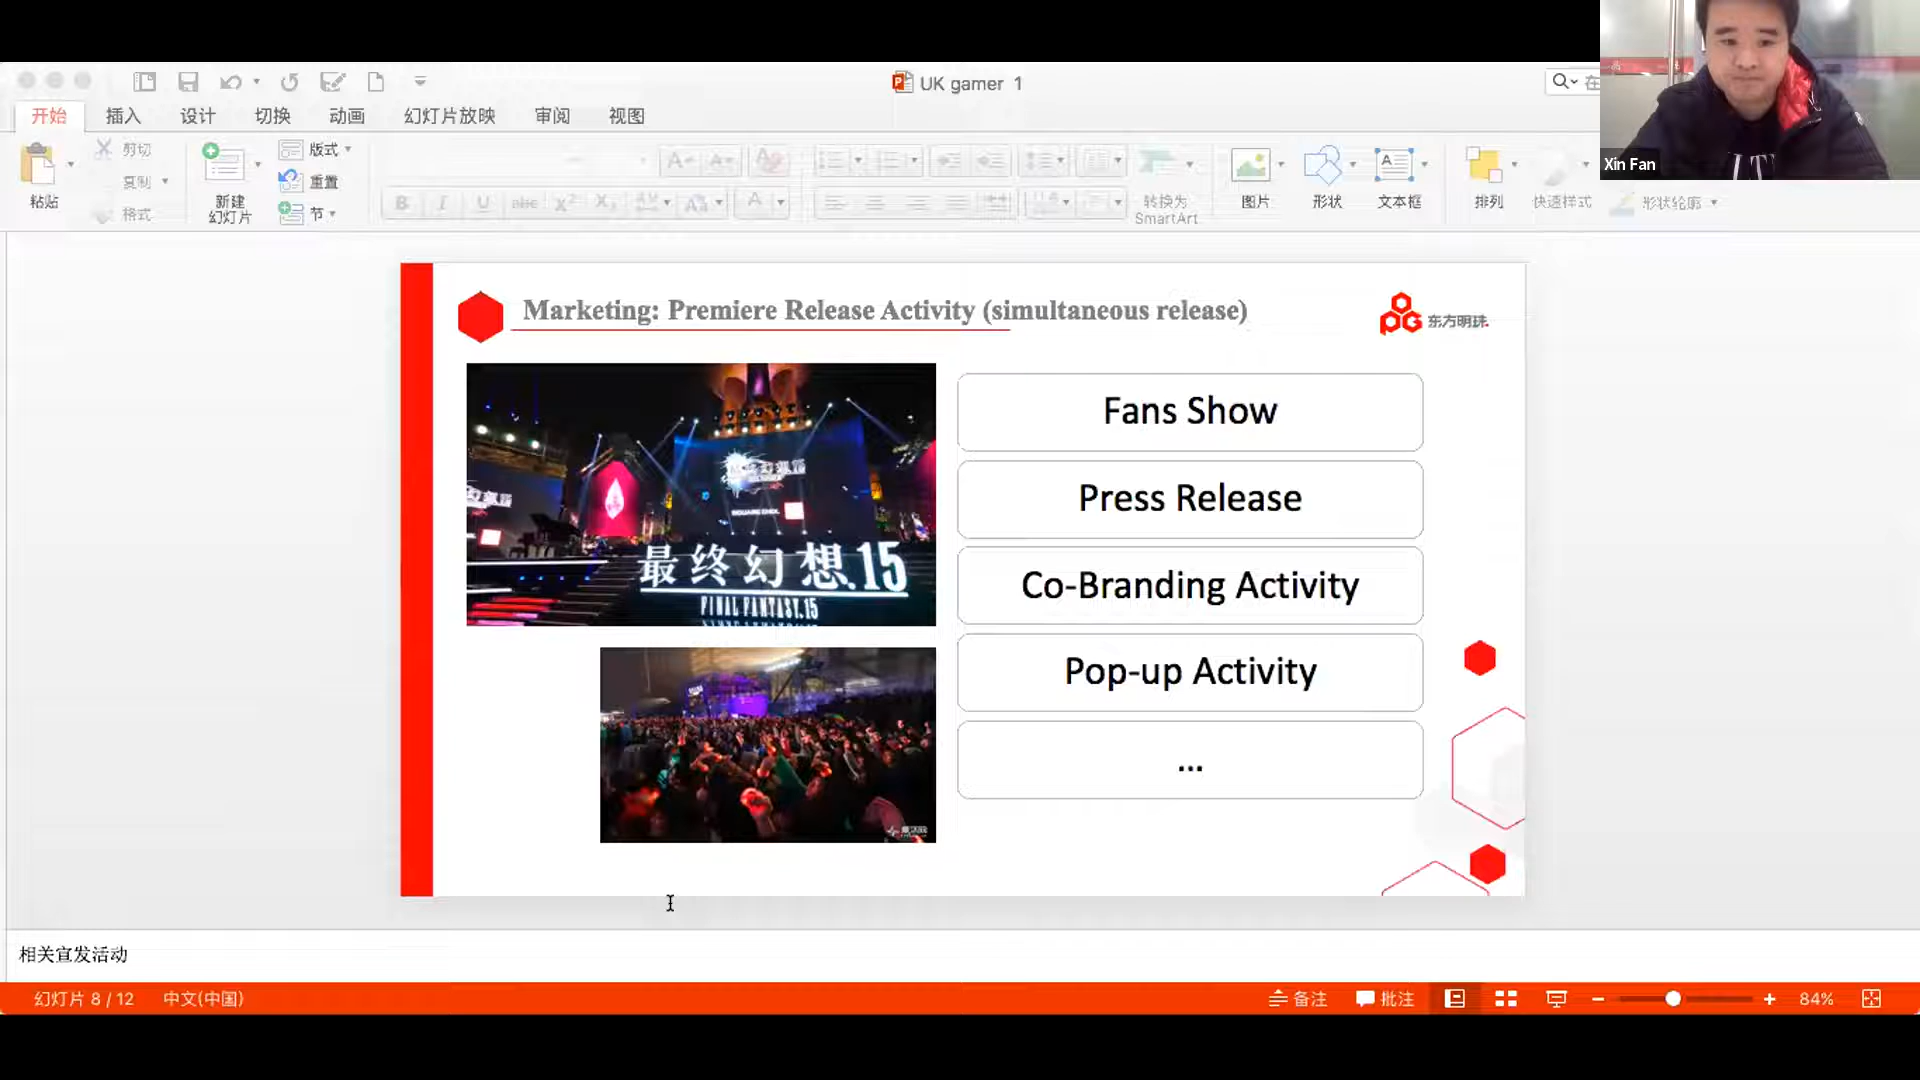 UK gamer 1
在
开始 插入 设计 切换 动画 幻灯片放映 审阅 视图
粘贴
剪切
复制
格式
新建
幻灯片
版式
重置
节
转换为
SmartArt
图片
形状
文本框
排列
快速样式
形状轮廓
Xin Fan
Marketing: Premiere Release Activity (simultaneous release)
东方明珠
最终幻想.15
FINAL FANTASY.15
Fans Show
Press Release
Co-Branding Activity
Pop-up Activity
...
相关宣发活动
幻灯片 8 / 12 中文(中国) 备注 批注 84%